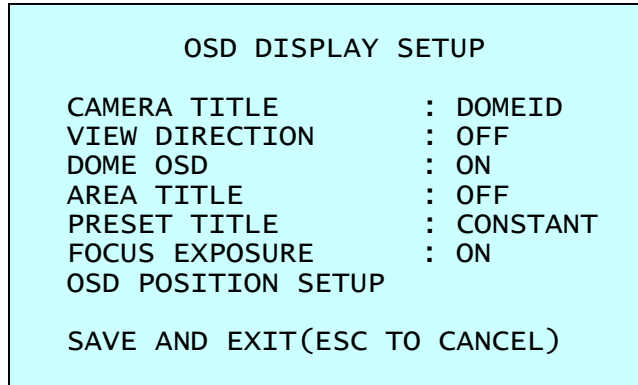 OSD DISPLAY SETUP
CAMERA TITLE : DOMEID
VIEW DIRECTION : OFF
DOME OSD : ON
AREA TITLE : OFF
PRESET TITLE : CONSTANT
FOCUS EXPOSURE : ON
OSD POSITION SETUP
SAVE AND EXIT(ESC TO CANCEL)